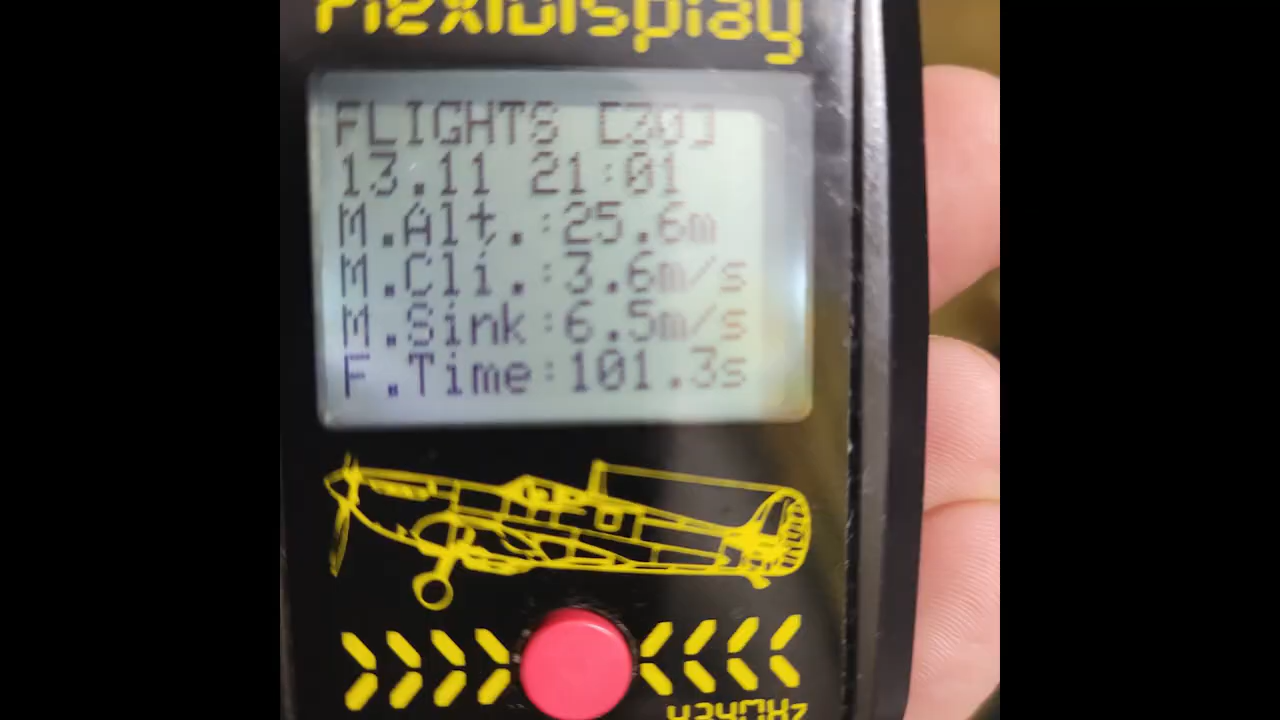 FlexiDisplay
FLIGHTS [30]
13.11 21:01
M.Alt.:25.6m
M.Cli.:3.6m/s
M.Sink:6.5m/s
F.Time:101.3s
434MHz